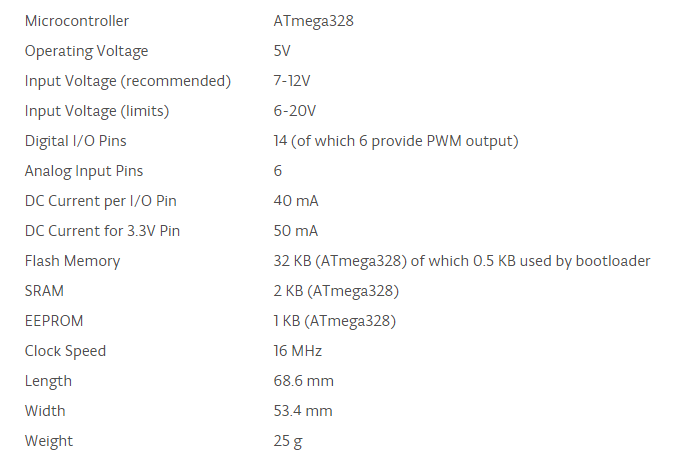 Microcontroller ATmega328
Operating Voltage 5V
Input Voltage (recommended) 7-12V
Input Voltage (limits) 6-20V
Digital I/O Pins 14 (of which 6 provide PWM output)
Analog Input Pins 6
DC Current per I/O Pin 40 mA
DC Current for 3.3V Pin 50 mA
Flash Memory 32 KB (ATmega328) of which 0.5 KB used by bootloader
SRAM 2 KB (ATmega328)
EEPROM 1 KB (ATmega328)
Clock Speed 16 MHz
Length 68.6 mm
Width 53.4 mm
Weight 25 g